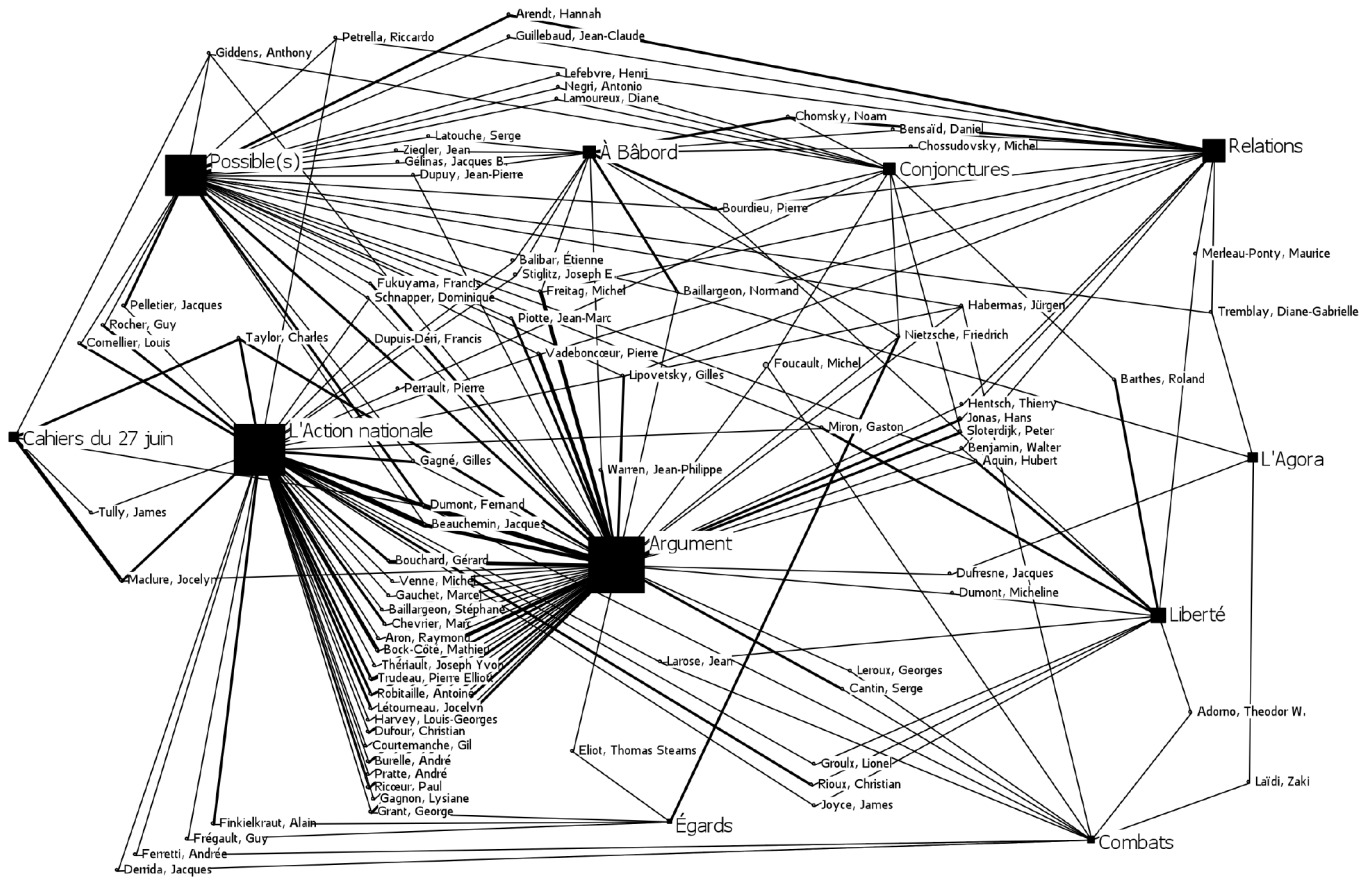 Arendt, Hannah
Guillebaud, Jean-Claude
Petrella, Riccardo
Giddens, Anthony
Lefebvre, Henri
Negri, Antonio
Lamoureux, Diane
Chomsky, Noam
Bensaïd, Daniel
Chossudovsky, Michel
Latouche, Serge
Ziegler, Jean
Gélinas, Jacques B.
Dupuy, Jean-Pierre
Possible(s)
À Bâbord
Conjonctures
Relations
Bourdieu, Pierre
Merleau-Ponty, Maurice
Balibar, Étienne
Stiglitz, Joseph E.
Fukuyama, Francis
Schnapper, Dominique
Freitag, Michel
Baillargeon, Normand
Habermas, Jürgen
Tremblay, Diane-Gabrielle
Pelletier, Jacques
Rocher, Guy
Cornellier, Louis
Taylor, Charles
Piotte, Jean-Marc
Dupuis-Déri, Francis
Nietzsche, Friedrich
Vadeboncœur, Pierre
Foucault, Michel
Lipovetsky, Gilles
Perrault, Pierre
Barthes, Roland
Hentsch, Thierry
Jonas, Hans
Sloterdijk, Peter
Miron, Gaston
Cahiers du 27 juin
L'Action nationale
Benjamin, Walter
Aquin, Hubert
L'Agora
Gagné, Gilles
Warren, Jean-Philippe
Tully, James
Dumont, Fernand
Beauchemin, Jacques
Argument
Bouchard, Gérard
Maclure, Jocelyn
Venne, Michel
Gauchet, Marcel
Baillargeon, Stéphane
Chevrier, Marc
Aron, Raymond
Bock-Côté, Mathieu
Thériault, Joseph Yvon
Trudeau, Pierre Elliott
Robitaille, Antoine
Létourneau, Jocelyn
Harvey, Louis-Georges
Dufour, Christian
Courtemanche, Gil
Burelle, André
Pratte, André
Ricœur, Paul
Gagnon, Lysiane
Grant, George
Dufresne, Jacques
Dumont, Micheline
Liberté
Larose, Jean
Leroux, Georges
Cantin, Serge
Adorno, Theodor W.
Eliot, Thomas Stearns
Groulx, Lionel
Rioux, Christian
Joyce, James
Laïdi, Zaki
Finkielkraut, Alain
Frégault, Guy
Ferretti, Andrée
Derrida, Jacques
Égards
Combats